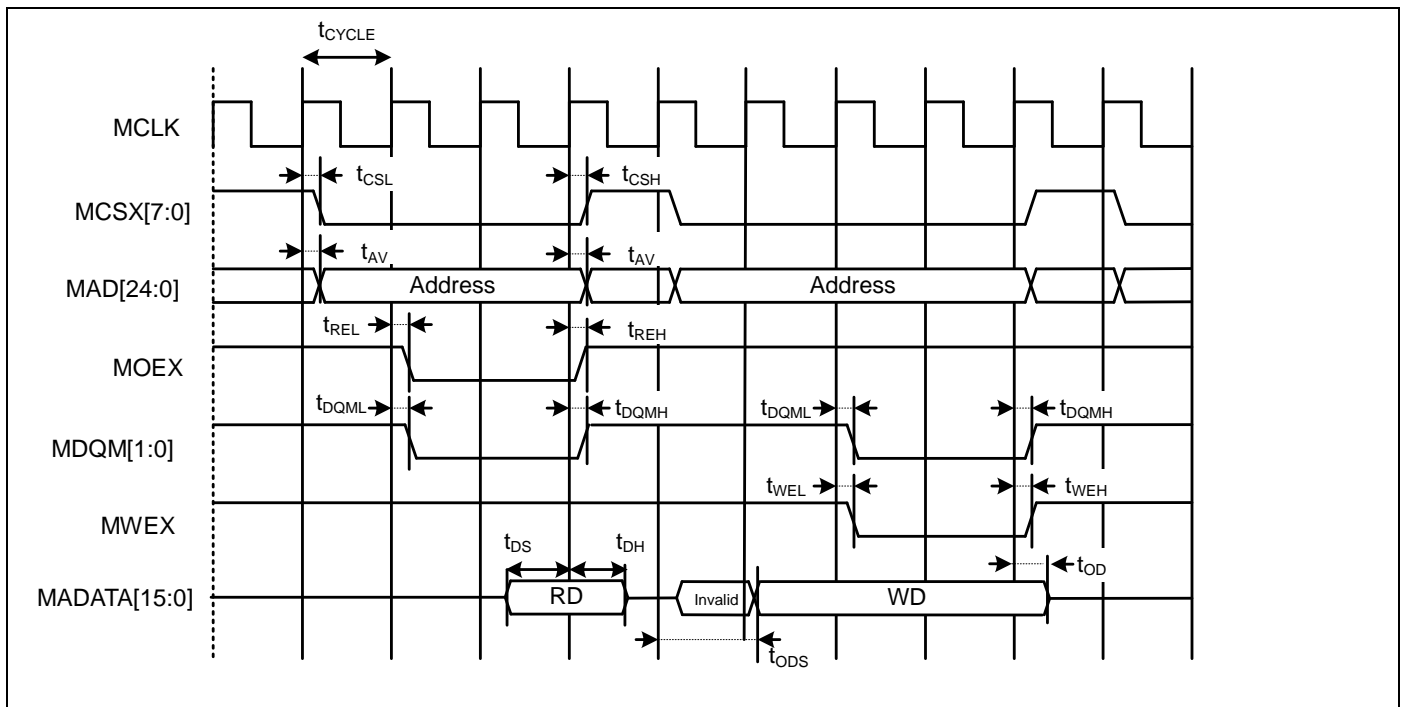 tCYCLE
MCLK
tCSL tCSH
MCSX[7:0]
tAV tAV
MAD[24:0] Address Address
tREL tREH
MOEX
tDQML tDQMH tDQML tDQMH
MDQM[1:0]
tWEL tWEH
MWEX
tDS tDH
tOD
MADATA[15:0] RD Invalid WD
tODS